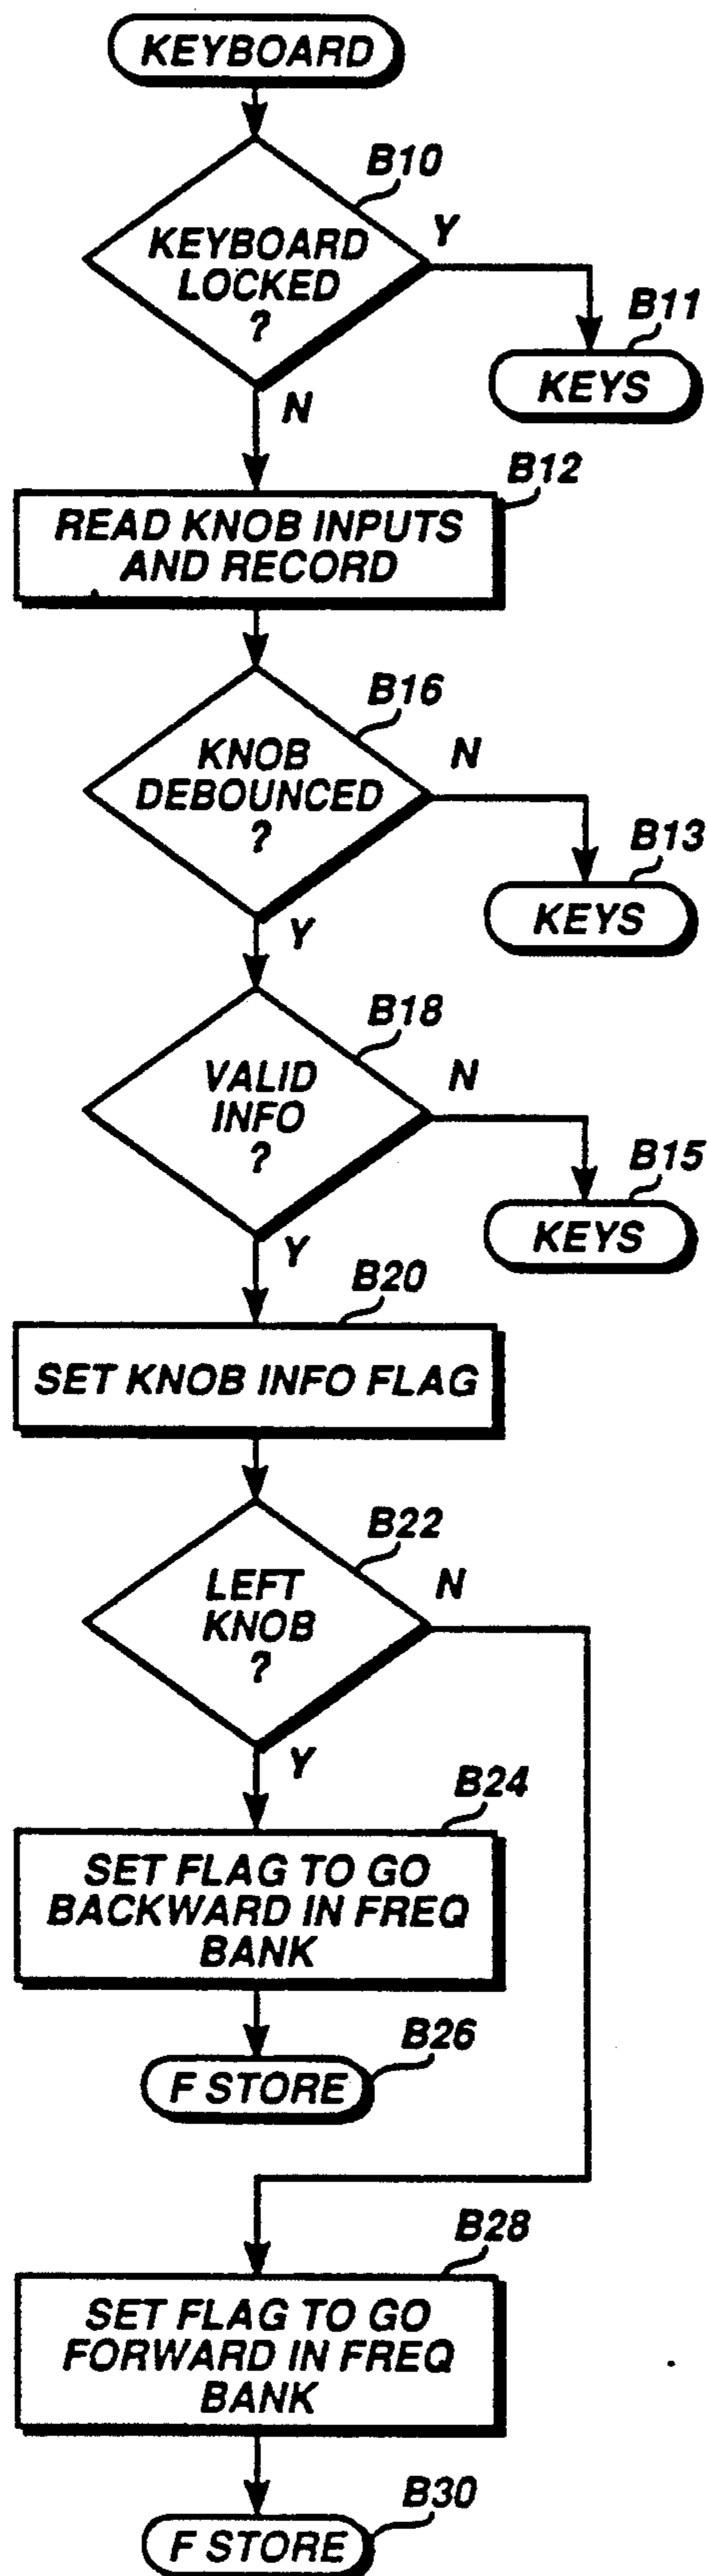 KEYBOARD
B10
KEYBOARD
LOCKED
?
Y
N
B11
KEYS
B12
READ KNOB INPUTS
AND RECORD
B16
KNOB
DEBOUNCED
?
N
Y
B13
KEYS
B18
VALID
INFO
?
N
Y
B15
KEYS
B20
SET KNOB INFO FLAG
B22
LEFT
KNOB
?
N
Y
B24
SET FLAG TO GO
BACKWARD IN FREQ
BANK
B26
F STORE
B28
SET FLAG TO GO
FORWARD IN FREQ
BANK
B30
F STORE